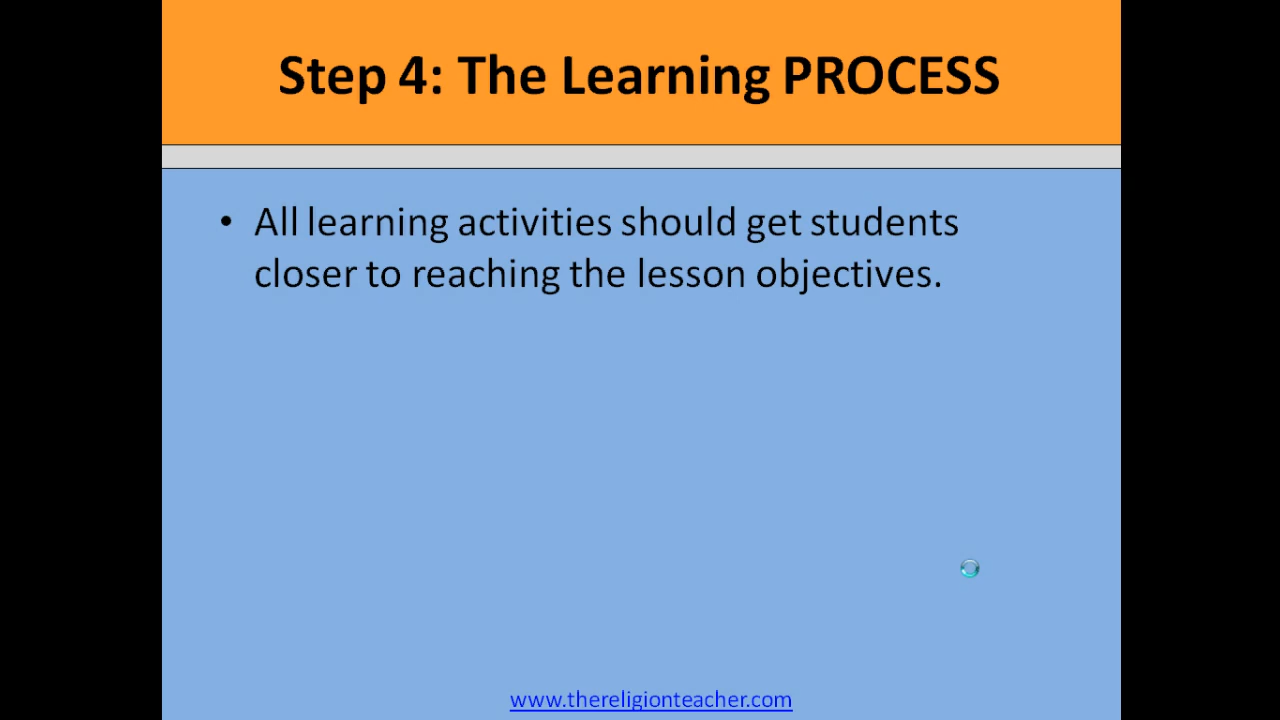 Step 4: The Learning PROCESS
• All learning activities should get students
closer to reaching the lesson objectives.
www.thereligionteacher.com